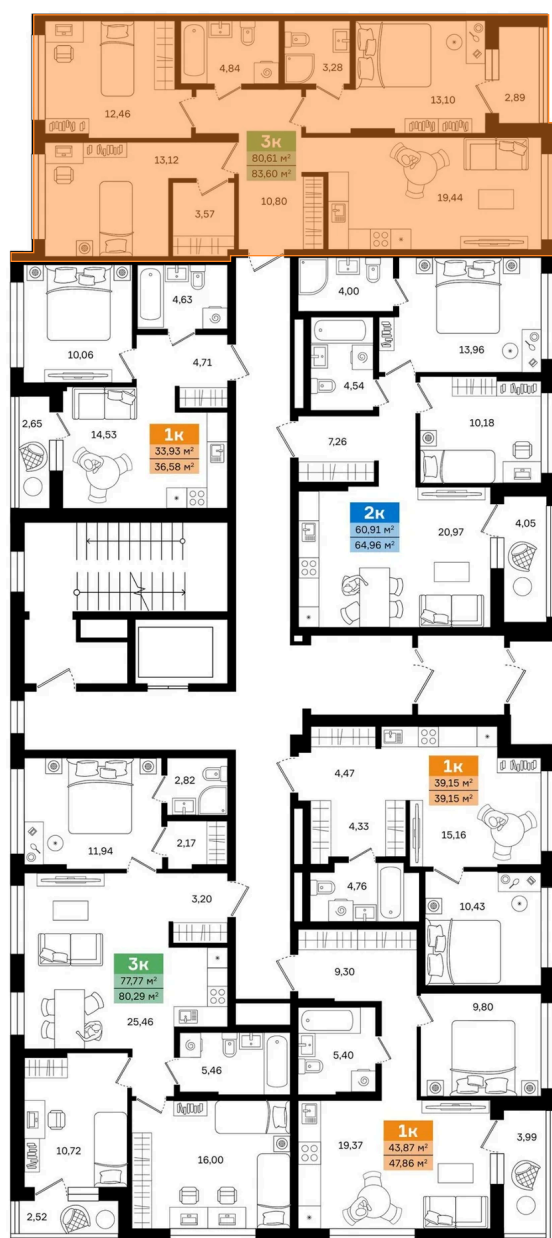 4,84
3,28
12,46
13,10
2,89
3к
80,61 м²
83,60 м²
13,12
3,57
10,80
19,44
4,63
4,00
10,06
4,71
13,96
4,54
2,65
14,53
1к
33,93 м²
36,58 м²
7,26
10,18
2к
60,91 м²
64,96 м²
20,97
4,05
2,82
4,47
1к
39,15 м²
39,15 м²
11,94
2,17
4,33
15,16
3,20
4,76
10,43
3к
77,77 м²
80,29 м²
25,46
9,30
9,80
5,46
5,40
10,72
16,00
19,37
1к
43,87 м²
47,86 м²
3,99
2,52